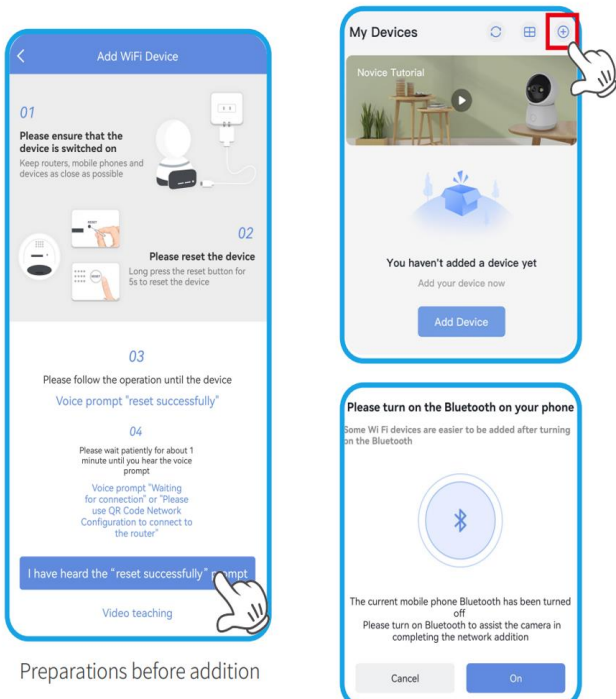 Add WiFi Device
01
Please ensure that the
device is switched on
Keep routers, mobile phones and
devices as close as possible
RESET
RESET
02
Please reset the device
Long press the reset button for
5s to reset the device
03
Please follow the operation until the device
Voice prompt "reset successfully"
04
Please wait patiently for about 1
minute until you hear the voice
prompt
Voice prompt "Waiting
for connection" or "Please
use QR Code Network
Configuration to connect to
the router"
I have heard the "reset successfully" prompt
Video teaching
Preparations before addition
My Devices
Novice Tutorial
You haven't added a device yet
Add your device now
Add Device
Please turn on the Bluetooth on your phone
Some Wi Fi devices are easier to be added after turning
on the Bluetooth
The current mobile phone Bluetooth has been turned
off
Please turn on Bluetooth to assist the camera in
completing the network addition
Cancel
On